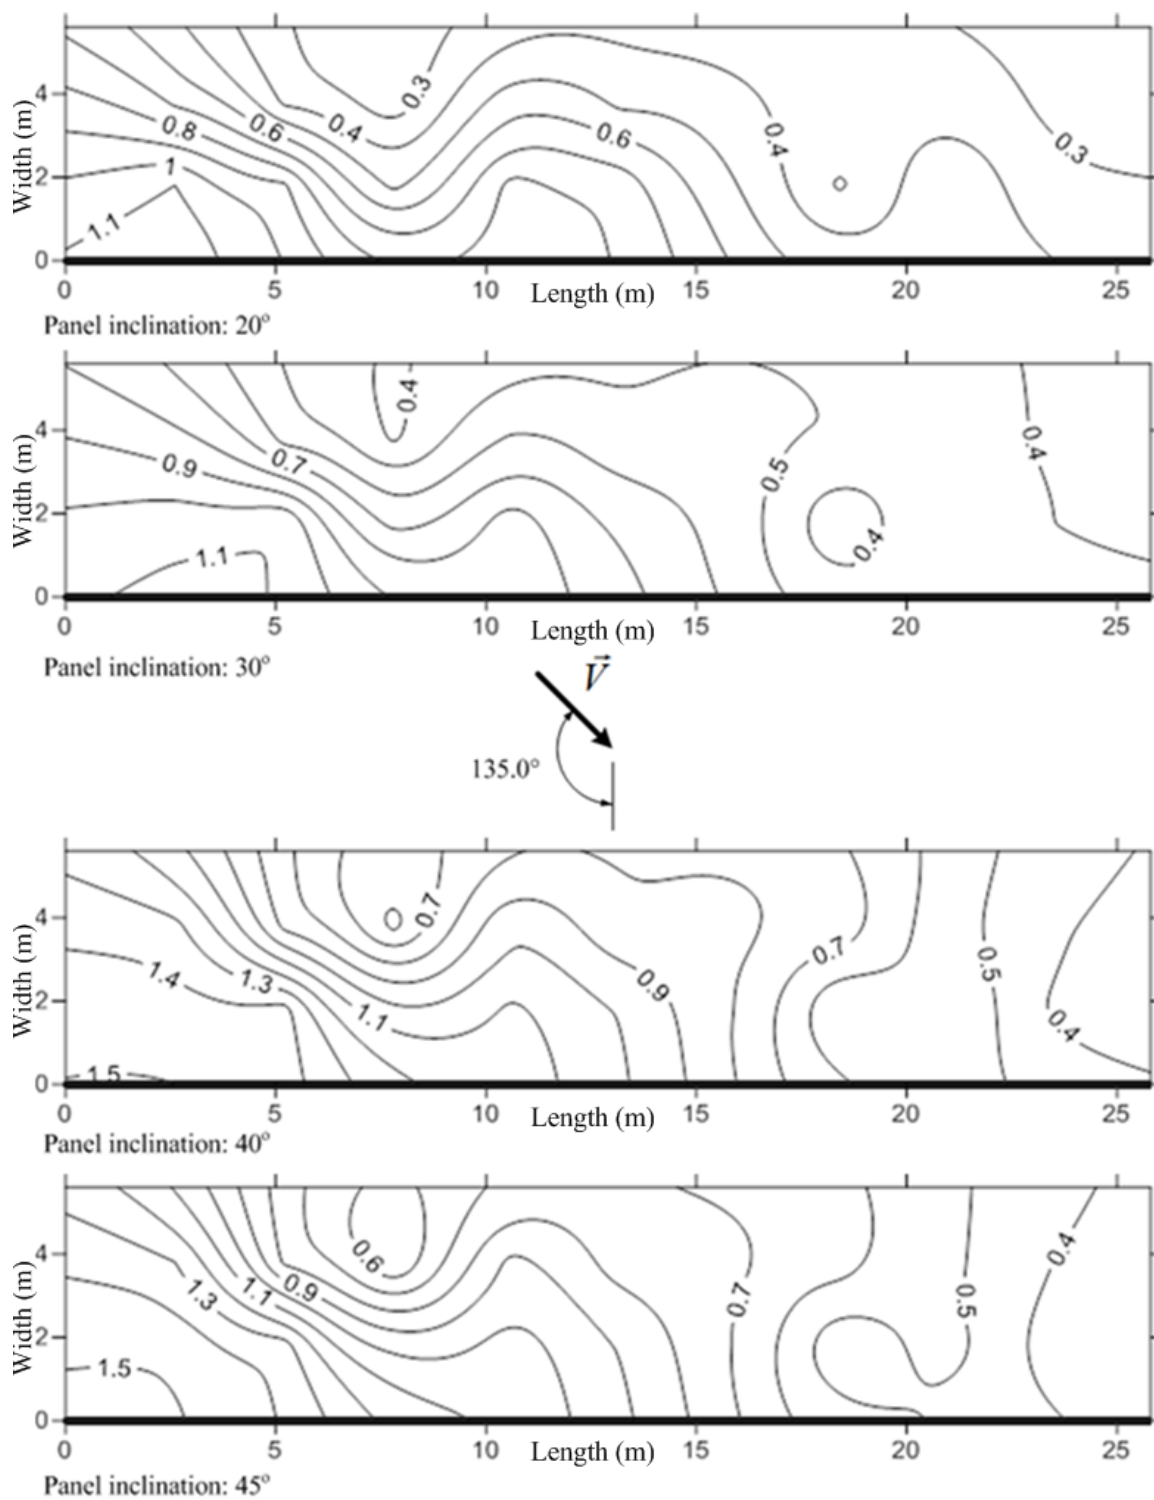 4
2
0
Width (m)
0.8
0.6
0.4
0.3
1
1.1
0.6
0.4
0.3
0 5 10 15 20 25
Length (m)
Panel inclination: 20°
4
2
0
Width (m)
0.9
0.7
0.4
1.1
0.5
0.4
0.4
0 5 10 15 20 25
Length (m)
Panel inclination: 30°
V⃗
135.0°
4
2
0
Width (m)
1.4
1.3
1.1
1.5
0.7
0.9
0.7
0.5
0.4
0 5 10 15 20 25
Length (m)
Panel inclination: 40°
4
2
0
Width (m)
1.3
1.1
0.9
0.6
1.5
0.7
0.5
0.4
0 5 10 15 20 25
Length (m)
Panel inclination: 45°